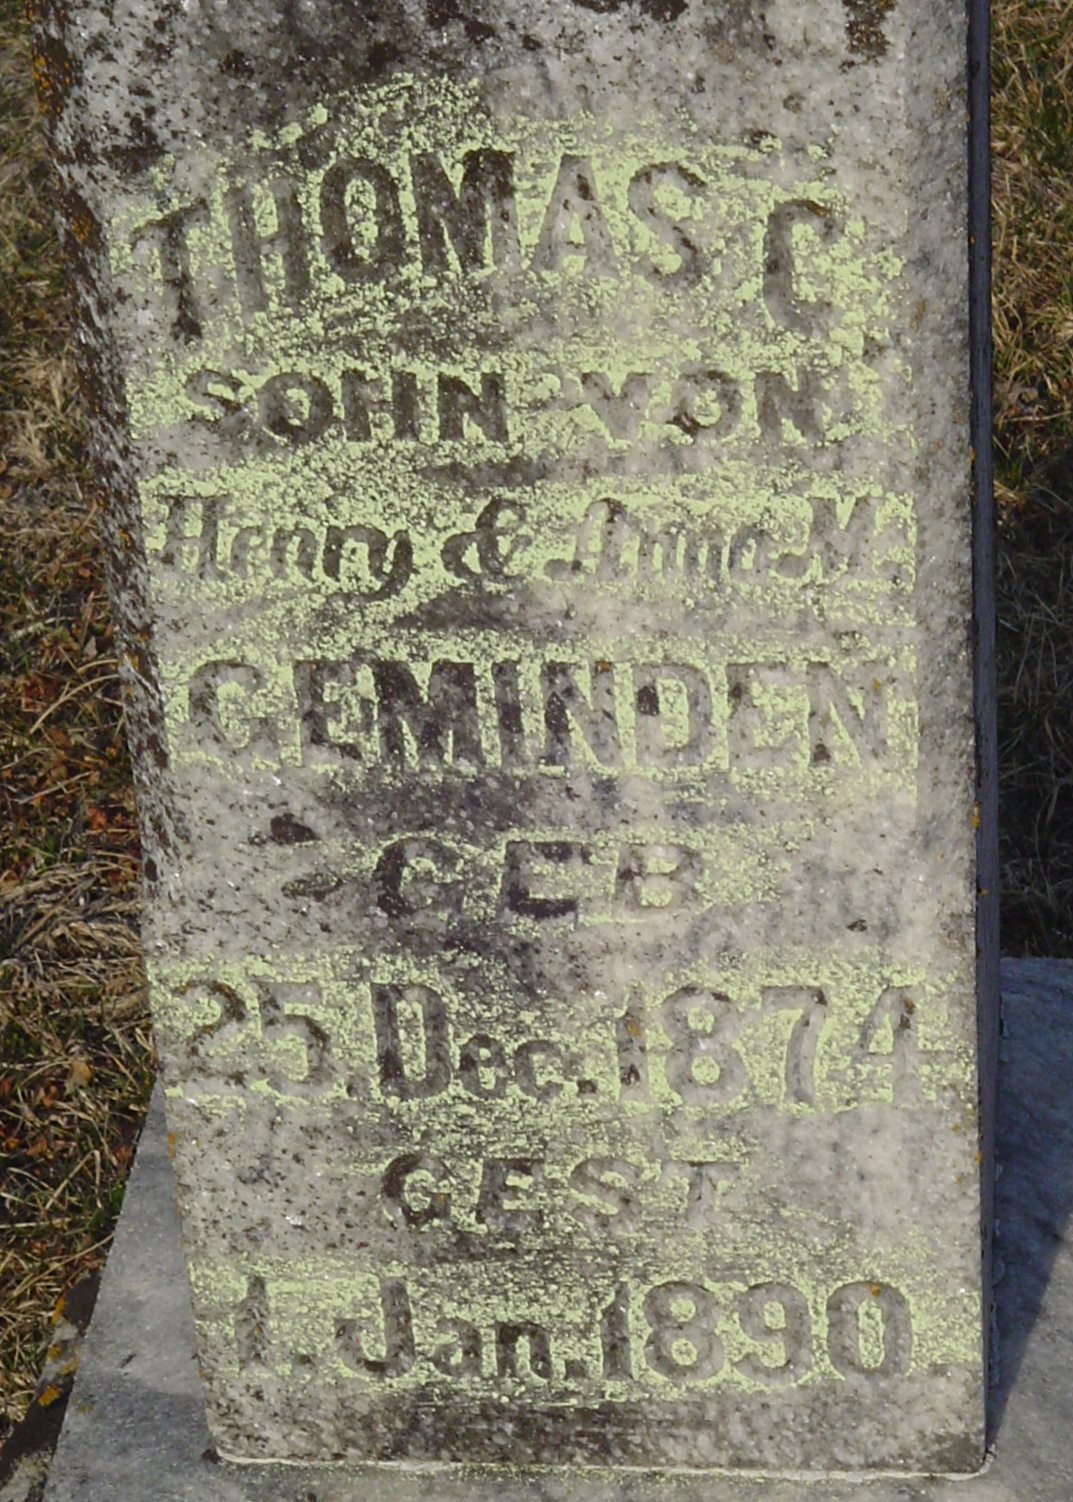 THOMAS C.
SOHN VON
Henry & Anna M.
GEMINDEN
GEB
25. Dec. 1874
GEST
1. Jan. 1890